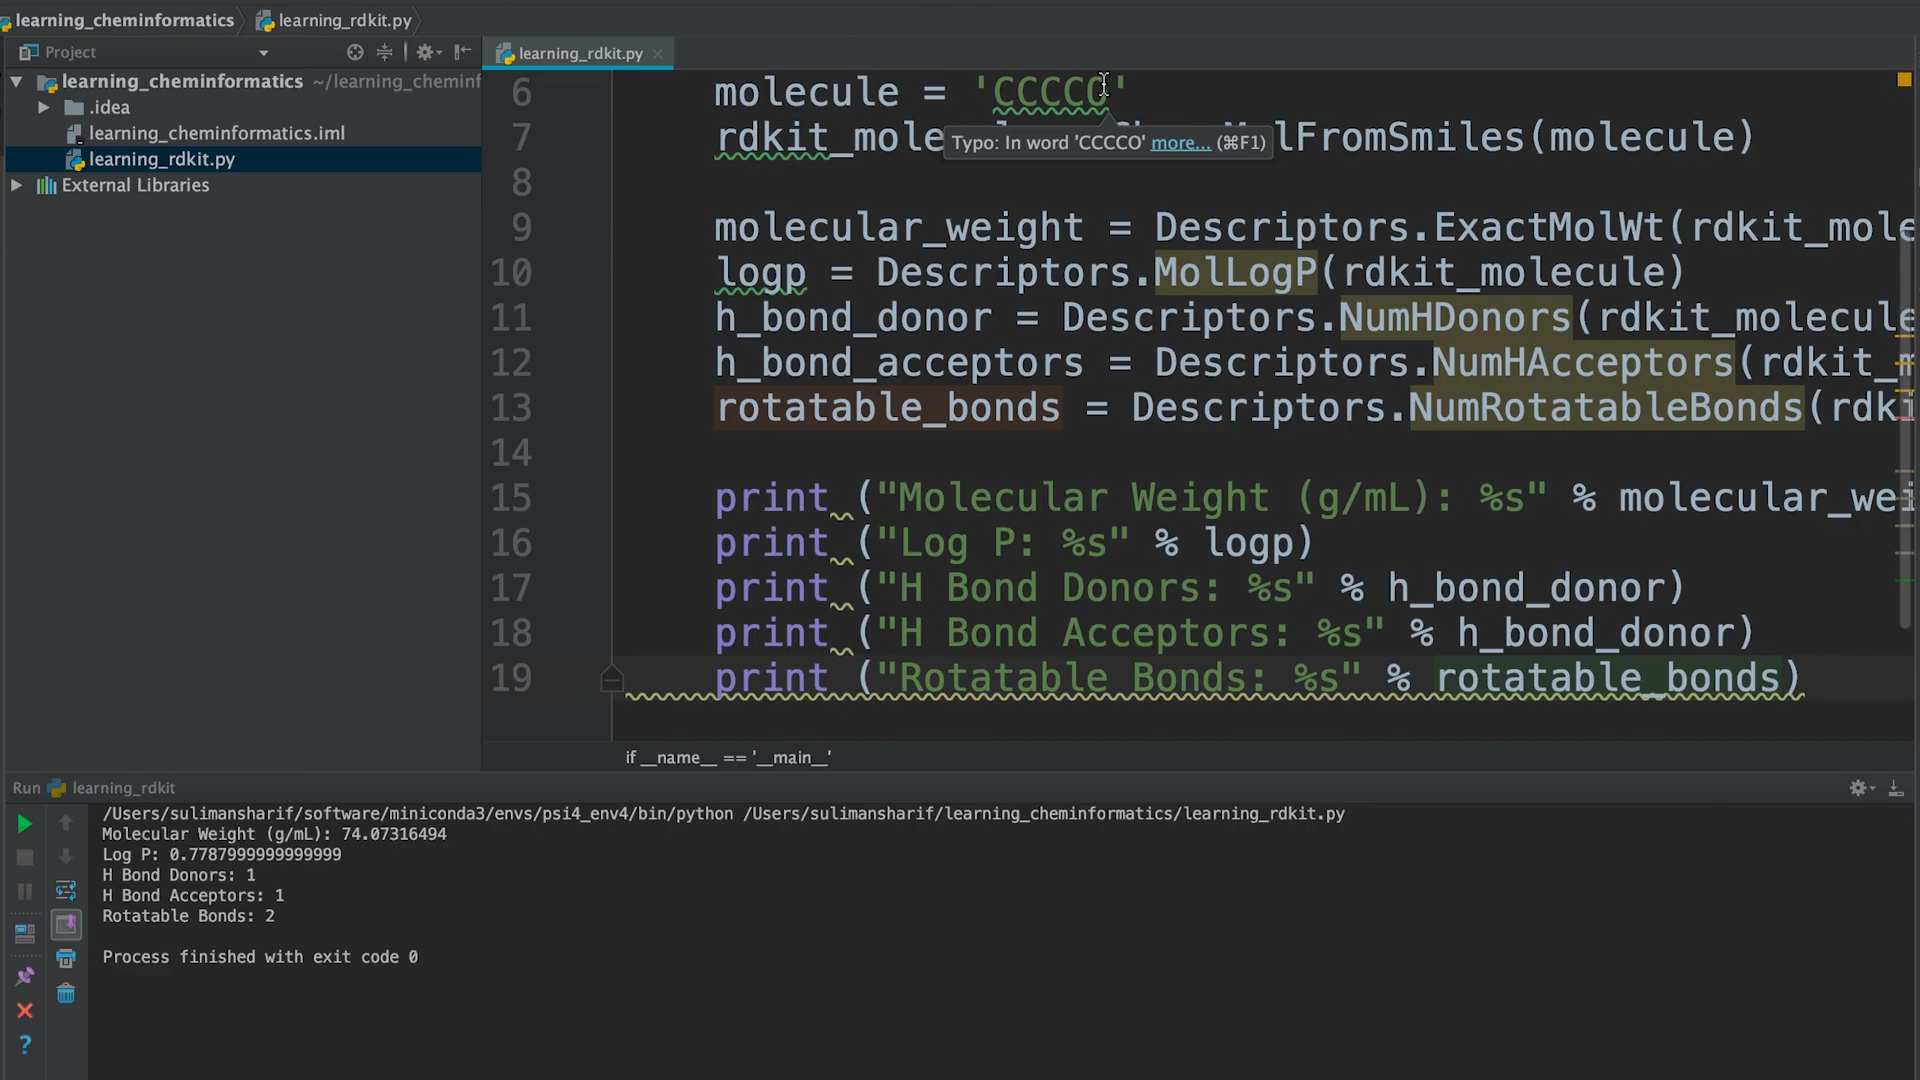 learning_cheminformatics learning_rdkit.py
Project
learning_rdkit.py
learning_cheminformatics ~/learning_cheminf
.idea
learning_cheminformatics.iml
learning_rdkit.py
External Libraries
6 molecule = 'CCCCO'
7 rdkit_mole lFromSmiles(molecule)
Typo: In word 'CCCCO' more... (⌘F1)
8
9 molecular_weight = Descriptors.ExactMolWt(rdkit_mole
10 logp = Descriptors.MolLogP(rdkit_molecule)
11 h_bond_donor = Descriptors.NumHDonors(rdkit_molecule
12 h_bond_acceptors = Descriptors.NumHAcceptors(rdkit_m
13 rotatable_bonds = Descriptors.NumRotatableBonds(rdki
14
15 print ("Molecular Weight (g/mL): %s" % molecular_wei
16 print ("Log P: %s" % logp)
17 print ("H Bond Donors: %s" % h_bond_donor)
18 print ("H Bond Acceptors: %s" % h_bond_donor)
19 print ("Rotatable Bonds: %s" % rotatable_bonds)
if __name__ == '__main__'
Run learning_rdkit
/Users/sulimansharif/software/miniconda3/envs/psi4_env4/bin/python /Users/sulimansharif/learning_cheminformatics/learning_rdkit.py
Molecular Weight (g/mL): 74.07316494
Log P: 0.7787999999999999
H Bond Donors: 1
H Bond Acceptors: 1
Rotatable Bonds: 2
Process finished with exit code 0